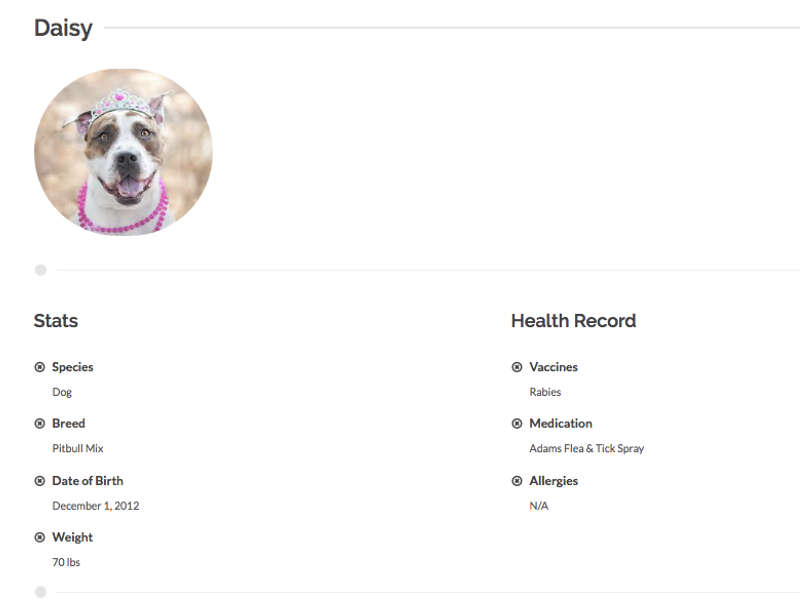 Daisy
Stats
Species
Dog
Breed
Pitbull Mix
Date of Birth
December 1, 2012
Weight
70 lbs
Health Record
Vaccines
Rabies
Medication
Adams Flea & Tick Spray
Allergies
N/A